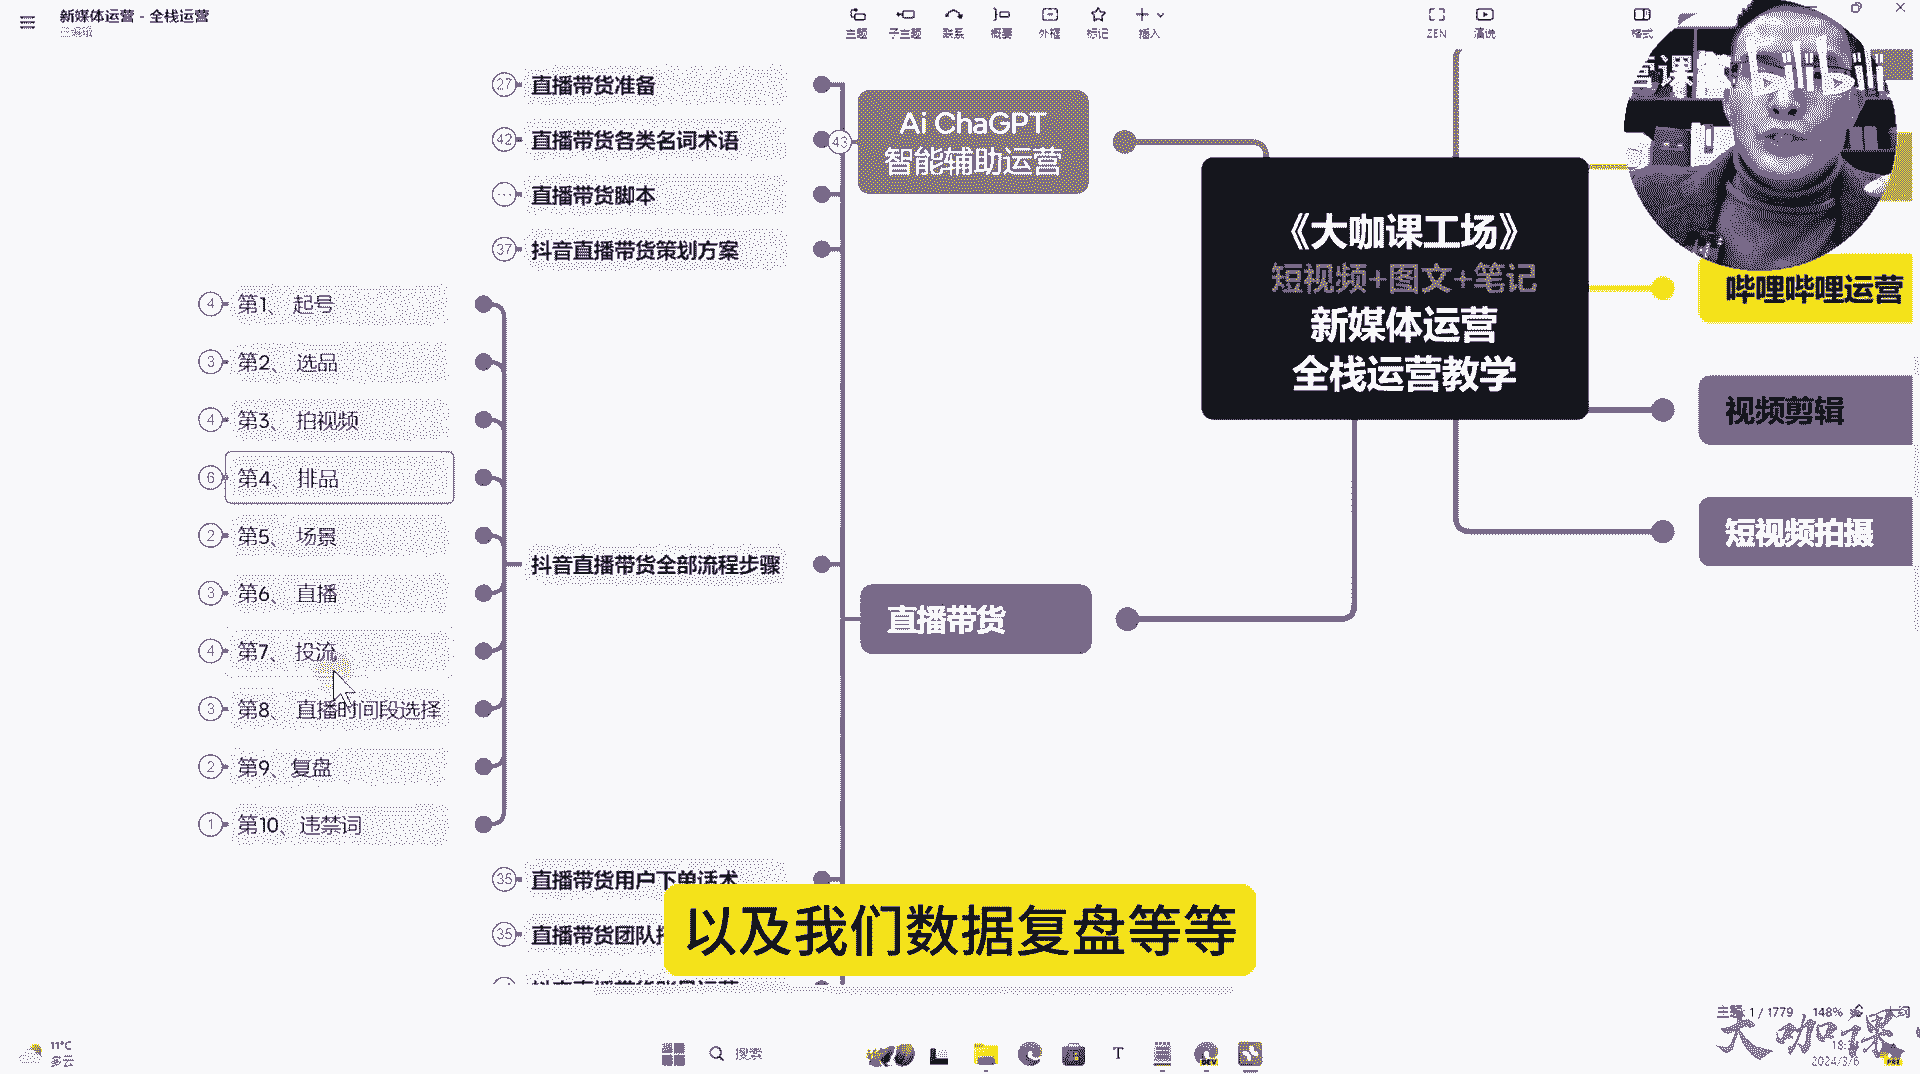 新媒体运营 - 全栈运营
已编辑
主题
子主题
联系
概要
外框
标记
插入
ZEN
演说
格式
bilibili
27
直播带货准备
42
直播带货各类名词术语
直播带货脚本
37
抖音直播带货策划方案
43
Ai ChaGPT
智能辅助运营
《大咖课工场》
短视频+图文+笔记
新媒体运营
全栈运营教学
哔哩哔哩运营
视频剪辑
短视频拍摄
4
第1、 起号
3
第2、 选品
4
第3、 拍视频
6
第4、 排品
2
第5、 场景
3
第6、 直播
4
第7、 投流
3
第8、 直播时间段选择
2
第9、复盘
1
第10、违禁词
抖音直播带货全部流程步骤
直播带货
35
直播带货用户下单话术
35
直播带货团队
以及我们数据复盘等等
主题: 1 / 1779
148%
大咖课
11°C
多云
搜索
2024/3/6